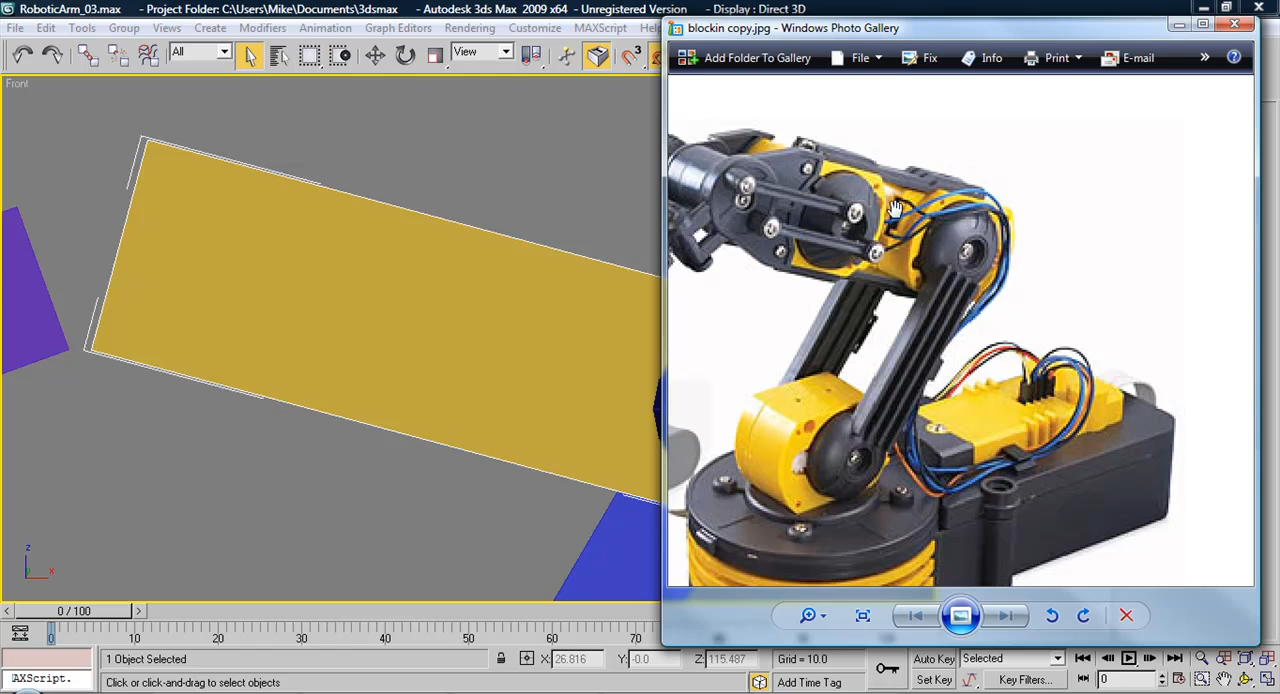 RoboticArm_03.max - Project Folder: C:\Users\Mike\Documents\3dsmax - Autodesk 3ds Max 2009 x64 - Unregistered Version - Display : Direct 3D
File Edit Tools Group Views Create Modifiers Animation Graph Editors Rendering Customize MAXScript
All View 3
Front
blockin copy.jpg - Windows Photo Gallery
Add Folder To Gallery File Fix Info Print E-mail »
z
x
< 0 / 100 >
0 10 20 30 40 50 60 70
1 Object Selected X: 26.816 Y: -0.0 Z: 115.487 Grid = 10.0 Auto Key Selected
AXScript. Click or click-and-drag to select objects Add Time Tag Set Key Key Filters... 0